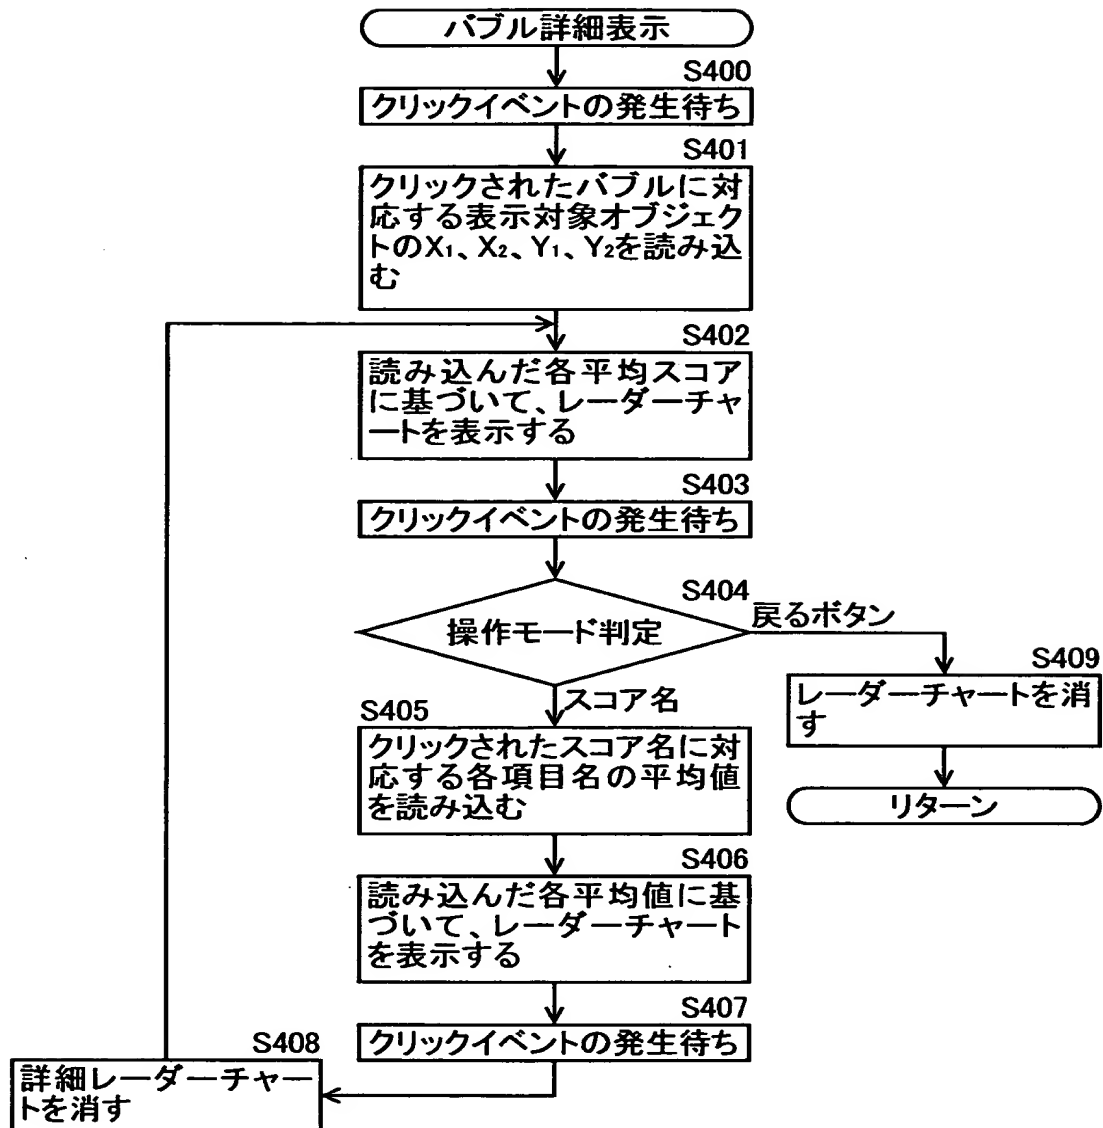 バブル詳細表示
S400
クリックイベントの発生待ち
S401
クリックされたバブルに対
応する表示対象オブジェク
トのX₁、X₂、Y₁、Y₂を読み込
む
S402
読み込んだ各平均スコア
に基づいて、レーダーチャ
ートを表示する
S403
クリックイベントの発生待ち
S404
操作モード判定
戻るボタン
S409
レーダーチャートを消
す
リターン
スコア名
S405
クリックされたスコア名に対
応する各項目名の平均値
を読み込む
S406
読み込んだ各平均値に基
づいて、レーダーチャート
を表示する
S407
クリックイベントの発生待ち
S408
詳細レーダーチャー
トを消す